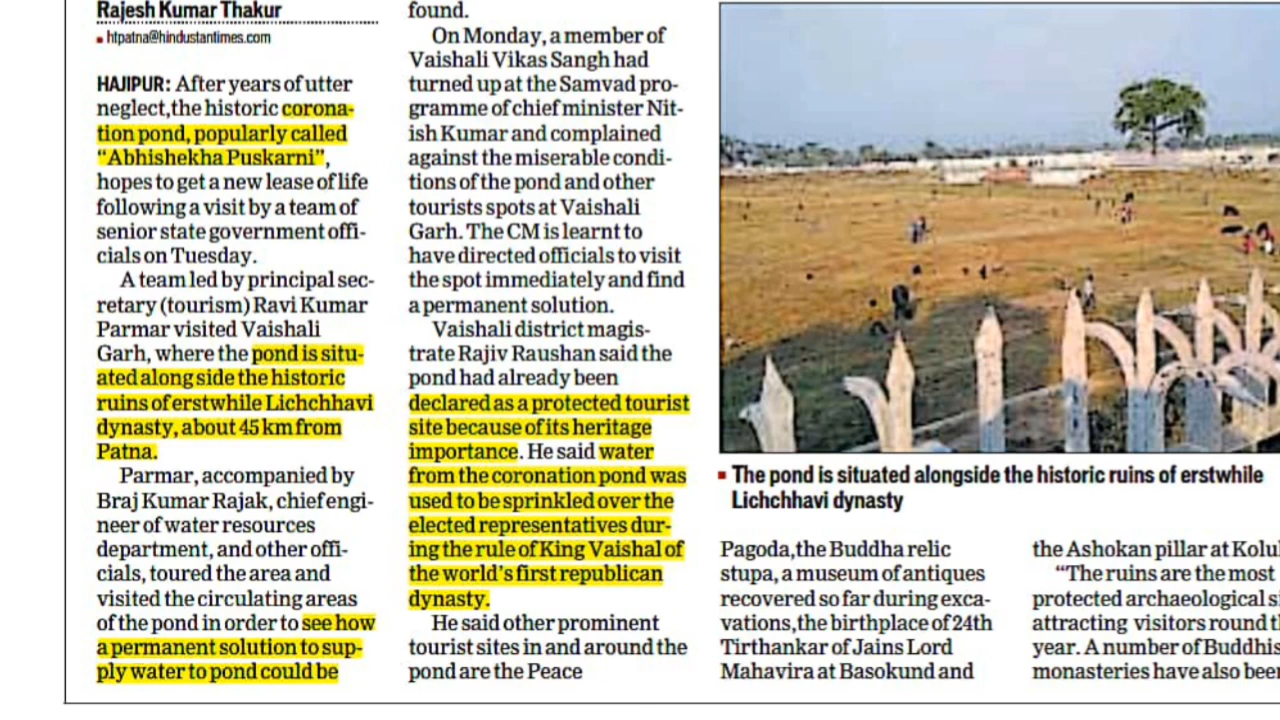 Rajesh Kumar Thakur
htpatna@hindustantimes.com
HAJIPUR: After years of utter
neglect,the historic corona-
tion pond, popularly called
“Abhishekha Puskarni”,
hopes to get a new lease of life
following a visit by a team of
senior state government offi-
cials on Tuesday.
A team led by principal sec-
retary (tourism) Ravi Kumar
Parmar visited Vaishali
Garh, where the pond is situ-
ated along side the historic
ruins of erstwhile Lichchhavi
dynasty, about 45 km from
Patna.
Parmar, accompanied by
Braj Kumar Rajak, chief engi-
neer of water resources
department, and other offi-
cials, toured the area and
visited the circulating areas
of the pond in order to see how
a permanent solution to sup-
ply water to pond could be
found.
On Monday, a member of
Vaishali Vikas Sangh had
turned up at the Samvad pro-
gramme of chief minister Nit-
ish Kumar and complained
against the miserable condi-
tions of the pond and other
tourists spots at Vaishali
Garh. The CM is learnt to
have directed officials to visit
the spot immediately and find
a permanent solution.
Vaishali district magis-
trate Rajiv Raushan said the
pond had already been
declared as a protected tourist
site because of its heritage
importance. He said water
from the coronation pond was
used to be sprinkled over the
elected representatives dur-
ing the rule of King Vaishal of
the world’s first republican
dynasty.
He said other prominent
tourist sites in and around the
pond are the Peace
The pond is situated alongside the historic ruins of erstwhile
Lichchhavi dynasty
Pagoda,the Buddha relic
stupa, a museum of antiques
recovered so far during exca-
vations,the birthplace of 24th
Tirthankar of Jains Lord
Mahavira at Basokund and
the Ashokan pillar at Kolu
“The ruins are the most
protected archaeological si
attracting visitors round th
year. A number of Buddhis
monasteries have also been